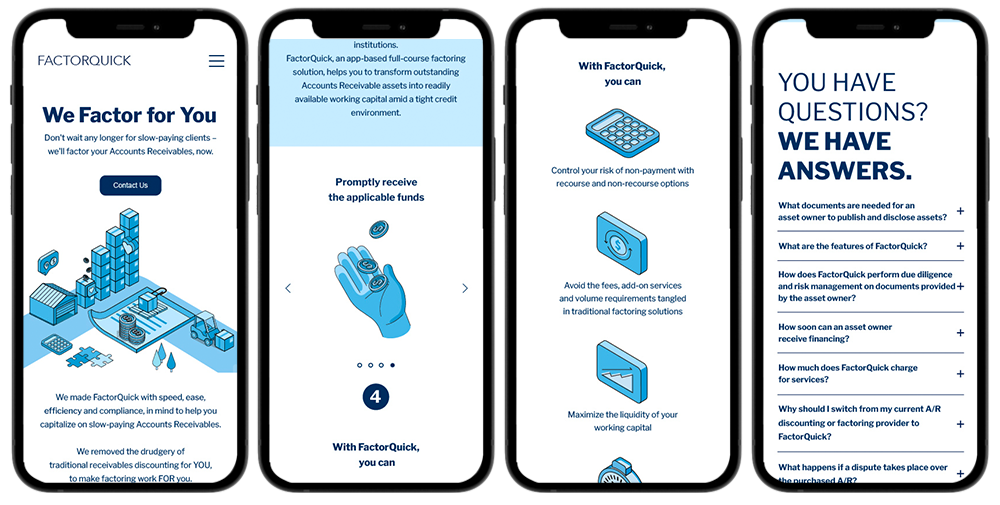 FACTORQUICK
We Factor for You
Don't wait any longer for slow-paying clients –
we'll factor your Accounts Receivables, now.
Contact Us
We made FactorQuick with speed, ease,
efficiency and compliance, in mind to help you
capitalize on slow-paying Accounts Receivables.
We removed the drudgery of
traditional receivables discounting for YOU,
to make factoring work FOR you.
institutions.
FactorQuick, an app-based full-course factoring
solution, helps you to transform outstanding
Accounts Receivable assets into readily
available working capital amid a tight credit
environment.
Promptly receive
the applicable funds
4
With FactorQuick,
you can
With FactorQuick,
you can
Control your risk of non-payment with
recourse and non-recourse options
Avoid the fees, add-on services
and volume requirements tangled
in traditional factoring solutions
Maximize the liquidity of your
working capital
YOU HAVE
QUESTIONS?
WE HAVE
ANSWERS.
What documents are needed for an
asset owner to publish and disclose assets?
What are the features of FactorQuick?
How does FactorQuick perform due diligence
and risk management on documents provided
by the asset owner?
How soon can an asset owner
receive financing?
How much does FactorQuick charge
for services?
Why should I switch from my current A/R
discounting or factoring provider to
FactorQuick?
What happens if a dispute takes place over
the purchased A/R?